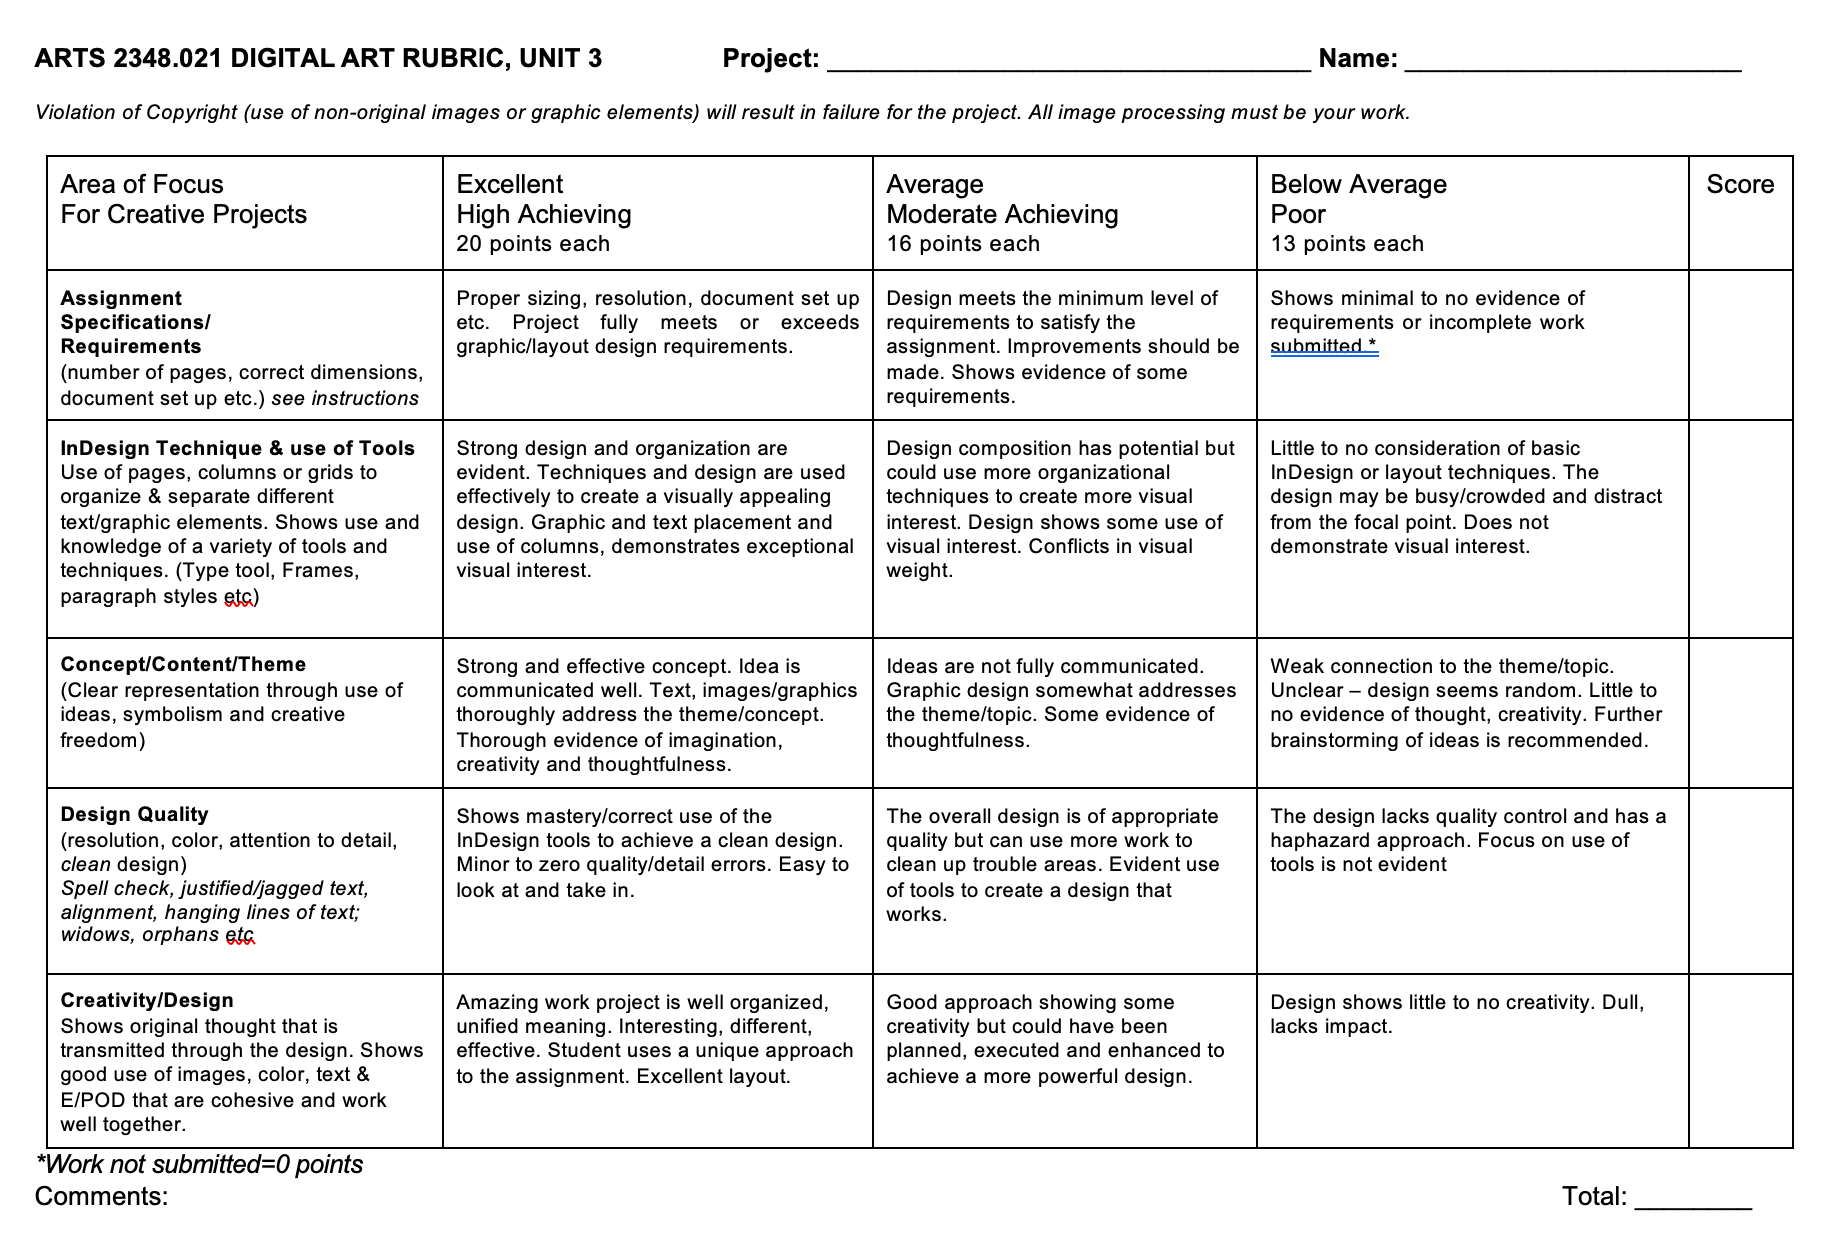 ARTS 2348.021 DIGITAL ART RUBRIC, UNIT 3 Project: _________________________________ Name: _______________________
Violation of Copyright (use of non-original images or graphic elements) will result in failure for the project. All image processing must be your work.
Area of Focus
For Creative Projects
Excellent
High Achieving
20 points each
Average
Moderate Achieving
16 points each
Below Average
Poor
13 points each
Score
Assignment
Specifications/
Requirements
(number of pages, correct dimensions,
document set up etc.) see instructions
Proper sizing, resolution, document set up
etc. Project fully meets or exceeds
graphic/layout design requirements.
Design meets the minimum level of
requirements to satisfy the
assignment. Improvements should be
made. Shows evidence of some
requirements.
Shows minimal to no evidence of
requirements or incomplete work
submitted.*
InDesign Technique & use of Tools
Use of pages, columns or grids to
organize & separate different
text/graphic elements. Shows use and
knowledge of a variety of tools and
techniques. (Type tool, Frames,
paragraph styles etc)
Strong design and organization are
evident. Techniques and design are used
effectively to create a visually appealing
design. Graphic and text placement and
use of columns, demonstrates exceptional
visual interest.
Design composition has potential but
could use more organizational
techniques to create more visual
interest. Design shows some use of
visual interest. Conflicts in visual
weight.
Little to no consideration of basic
InDesign or layout techniques. The
design may be busy/crowded and distract
from the focal point. Does not
demonstrate visual interest.
Concept/Content/Theme
(Clear representation through use of
ideas, symbolism and creative
freedom)
Strong and effective concept. Idea is
communicated well. Text, images/graphics
thoroughly address the theme/concept.
Thorough evidence of imagination,
creativity and thoughtfulness.
Ideas are not fully communicated.
Graphic design somewhat addresses
the theme/topic. Some evidence of
thoughtfulness.
Weak connection to the theme/topic.
Unclear – design seems random. Little to
no evidence of thought, creativity. Further
brainstorming of ideas is recommended.
Design Quality
(resolution, color, attention to detail,
clean design)
Spell check, justified/jagged text,
alignment, hanging lines of text;
widows, orphans etc
Shows mastery/correct use of the
InDesign tools to achieve a clean design.
Minor to zero quality/detail errors. Easy to
look at and take in.
The overall design is of appropriate
quality but can use more work to
clean up trouble areas. Evident use
of tools to create a design that
works.
The design lacks quality control and has a
haphazard approach. Focus on use of
tools is not evident
Creativity/Design
Shows original thought that is
transmitted through the design. Shows
good use of images, color, text &
E/POD that are cohesive and work
well together.
Amazing work project is well organized,
unified meaning. Interesting, different,
effective. Student uses a unique approach
to the assignment. Excellent layout.
Good approach showing some
creativity but could have been
planned, executed and enhanced to
achieve a more powerful design.
Design shows little to no creativity. Dull,
lacks impact.
*Work not submitted=0 points
Comments:
Total: ________